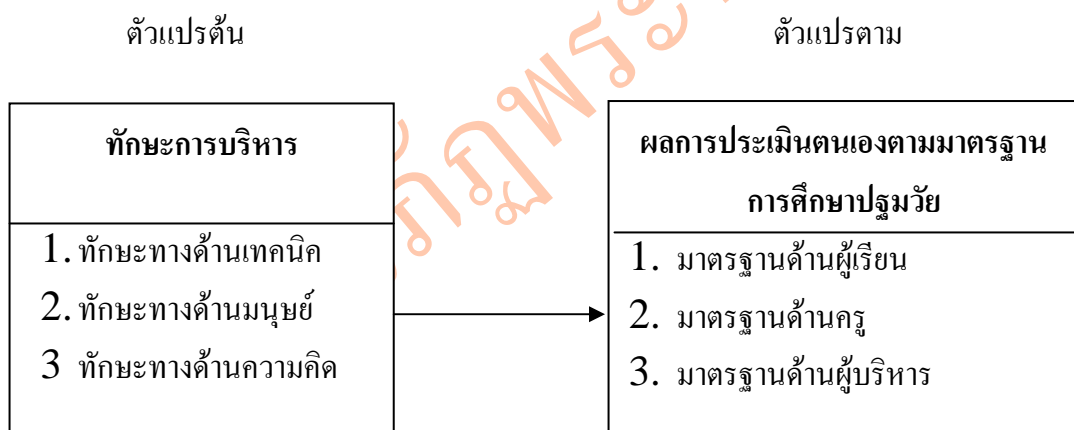 ตัวแปรต้น
ตัวแปรตาม
ทักษะการบริหาร
1. ทักษะทางด้านเทคนิค
2. ทักษะทางด้านมนุษย์
3 ทักษะทางด้านความคิด
ผลการประเมินตนเองตามมาตรฐาน
การศึกษาปฐมวัย
1. มาตรฐานด้านผู้เรียน
2. มาตรฐานด้านครู
3. มาตรฐานด้านผู้บริหาร